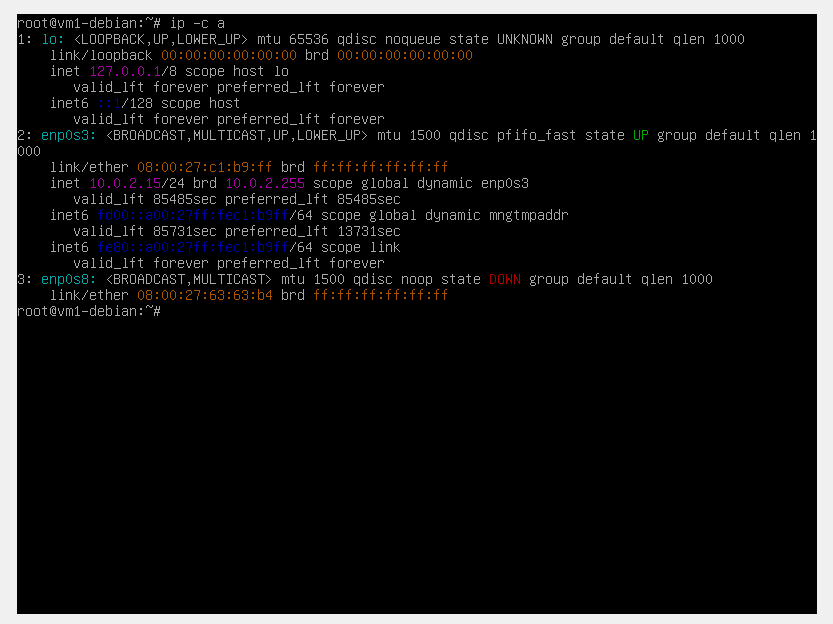 root@vm1-debian:~# ip -c a
1: lo: <LOOPBACK,UP,LOWER_UP> mtu 65536 qdisc noqueue state UNKNOWN group default qlen 1000
    link/loopback 00:00:00:00:00:00 brd 00:00:00:00:00:00
    inet 127.0.0.1/8 scope host lo
       valid_lft forever preferred_lft forever
    inet6 ::1/128 scope host
       valid_lft forever preferred_lft forever
2: enp0s3: <BROADCAST,MULTICAST,UP,LOWER_UP> mtu 1500 qdisc pfifo_fast state UP group default qlen 1
000
    link/ether 08:00:27:c1:b9:ff brd ff:ff:ff:ff:ff:ff
    inet 10.0.2.15/24 brd 10.0.2.255 scope global dynamic enp0s3
       valid_lft 85485sec preferred_lft 85485sec
    inet6 fd00::a00:27ff:fec1:b9ff/64 scope global dynamic mngtmpaddr
       valid_lft 85731sec preferred_lft 13731sec
    inet6 fe80::a00:27ff:fec1:b9ff/64 scope link
       valid_lft forever preferred_lft forever
3: enp0s8: <BROADCAST,MULTICAST> mtu 1500 qdisc noop state DOWN group default qlen 1000
    link/ether 08:00:27:63:63:b4 brd ff:ff:ff:ff:ff:ff
root@vm1-debian:~#